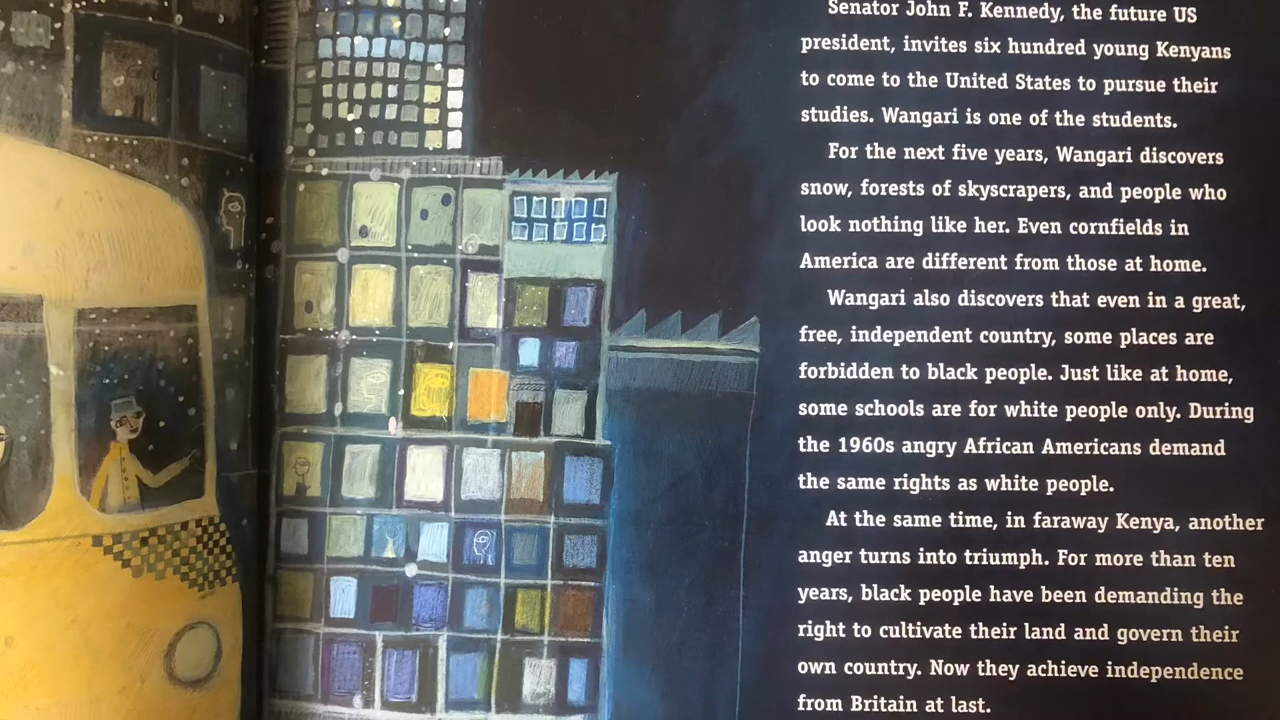 Senator John F. Kennedy, the future US
president, invites six hundred young Kenyans
to come to the United States to pursue their
studies. Wangari is one of the students.
For the next five years, Wangari discovers
snow, forests of skyscrapers, and people who
look nothing like her. Even cornfields in
America are different from those at home.
Wangari also discovers that even in a great,
free, independent country, some places are
forbidden to black people. Just like at home,
some schools are for white people only. During
the 1960s angry African Americans demand
the same rights as white people.
At the same time, in faraway Kenya, another
anger turns into triumph. For more than ten
years, black people have been demanding the
right to cultivate their land and govern their
own country. Now they achieve independence
from Britain at last.